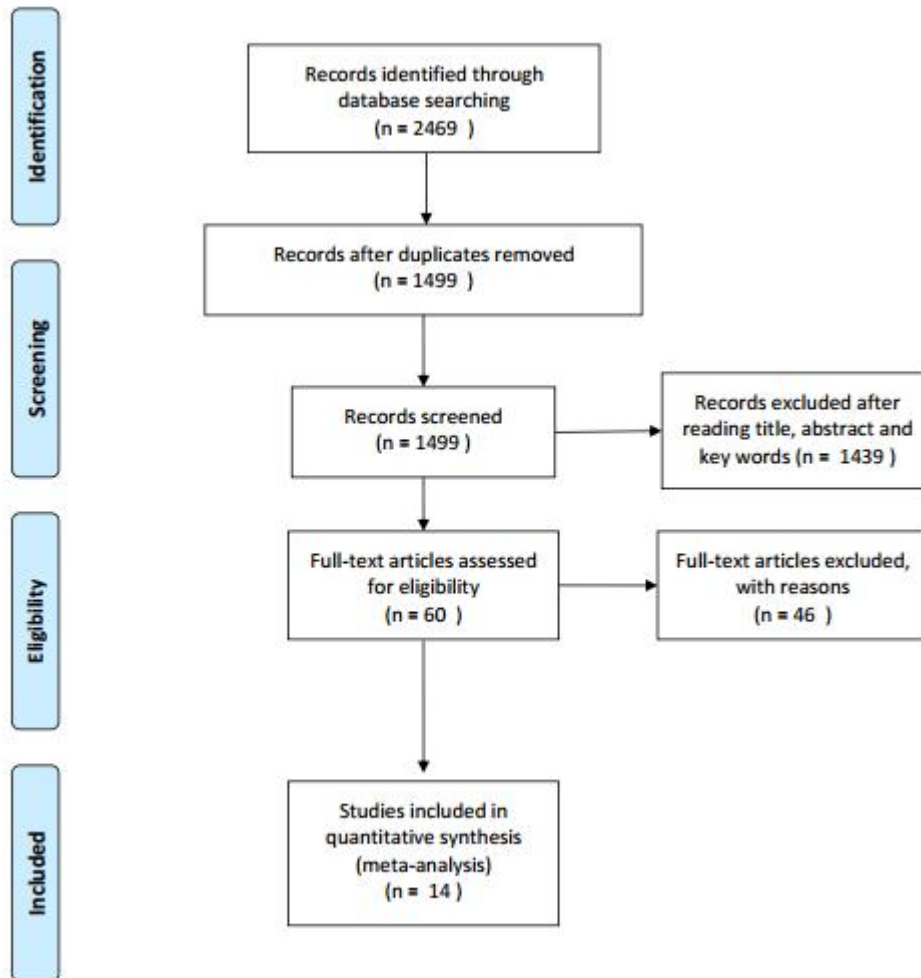 Identification
Records identified through
database searching
(n = 2469 )
Records after duplicates removed
(n = 1499 )
Screening
Records screened
(n = 1499 )
Records excluded after
reading title, abstract and
key words (n = 1439 )
Eligibility
Full-text articles assessed
for eligibility
(n = 60 )
Full-text articles excluded,
with reasons
(n = 46 )
Included
Studies included in
quantitative synthesis
(meta-analysis)
(n = 14 )